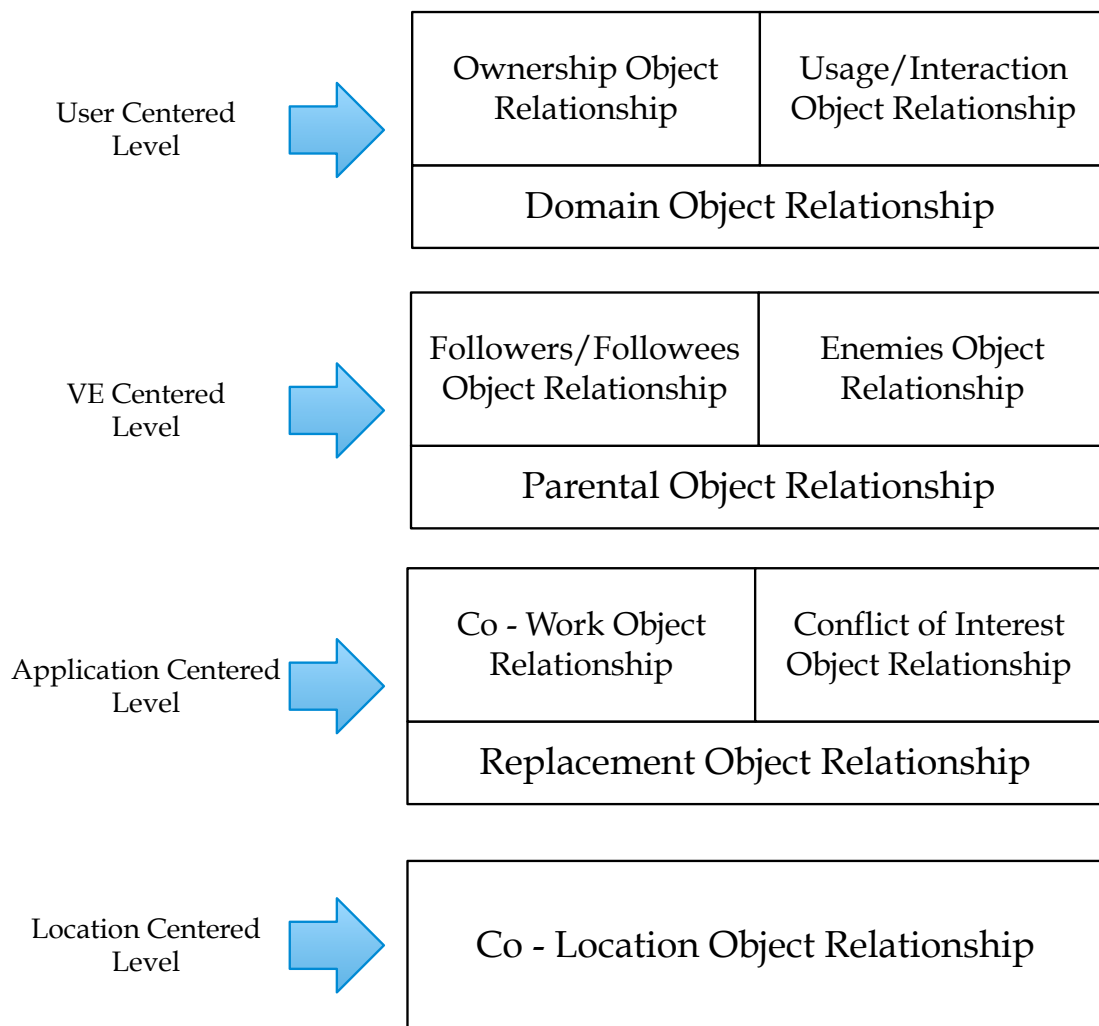 User Centered
Level
Ownership Object
Relationship
Usage/Interaction
Object Relationship
Domain Object Relationship
VE Centered
Level
Followers/Followees
Object Relationship
Enemies Object
Relationship
Parental Object Relationship
Application Centered
Level
Co - Work Object
Relationship
Conflict of Interest
Object Relationship
Replacement Object Relationship
Location Centered
Level
Co - Location Object Relationship